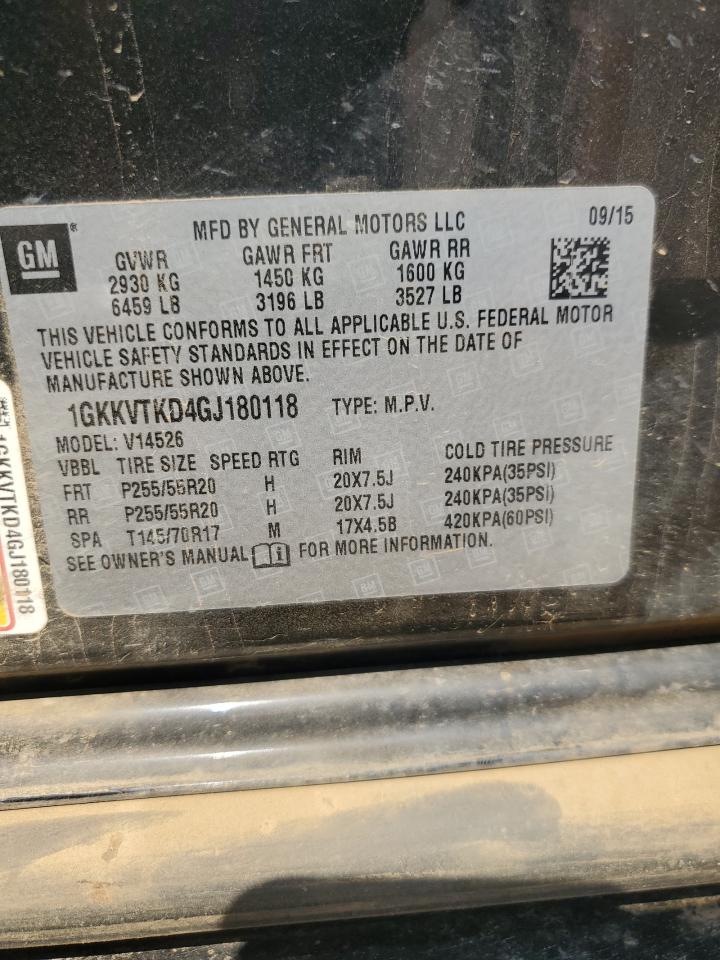 GM®
MFD BY GENERAL MOTORS LLC 09/15
GVWR GAWR FRT GAWR RR
2930 KG 1450 KG 1600 KG
6459 LB 3196 LB 3527 LB
THIS VEHICLE CONFORMS TO ALL APPLICABLE U.S. FEDERAL MOTOR
VEHICLE SAFETY STANDARDS IN EFFECT ON THE DATE OF
MANUFACTURE SHOWN ABOVE.
1GKKVTKD4GJ180118 TYPE: M.P.V.
MODEL: V14526
VBBL TIRE SIZE SPEED RTG RIM COLD TIRE PRESSURE
FRT P255/55R20 H 20X7.5J 240KPA(35PSI)
RR P255/55R20 H 20X7.5J 240KPA(35PSI)
SPA T145/70R17 M 17X4.5B 420KPA(60PSI)
SEE OWNER'S MANUAL FOR MORE INFORMATION.
1GKKVTKD4GJ180118